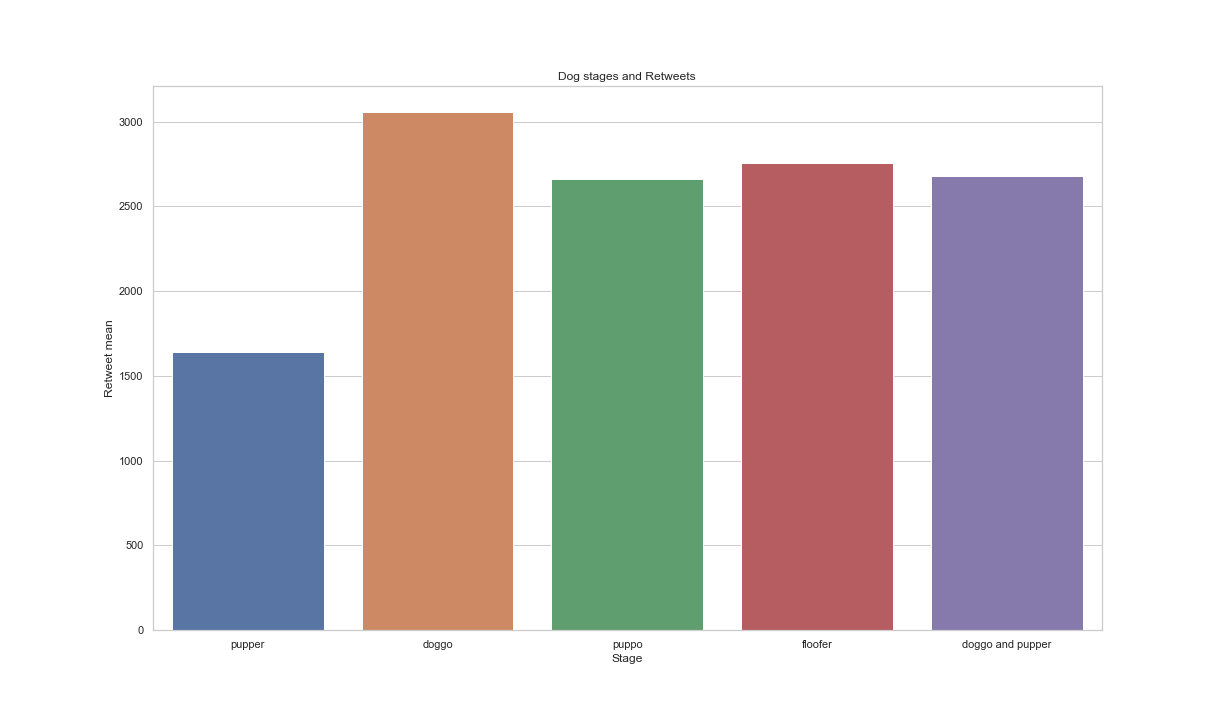 Dog stages and Retweets
3000
2500
2000
1500
1000
500
0
Retweet mean
pupper doggo puppo floofer doggo and pupper
Stage